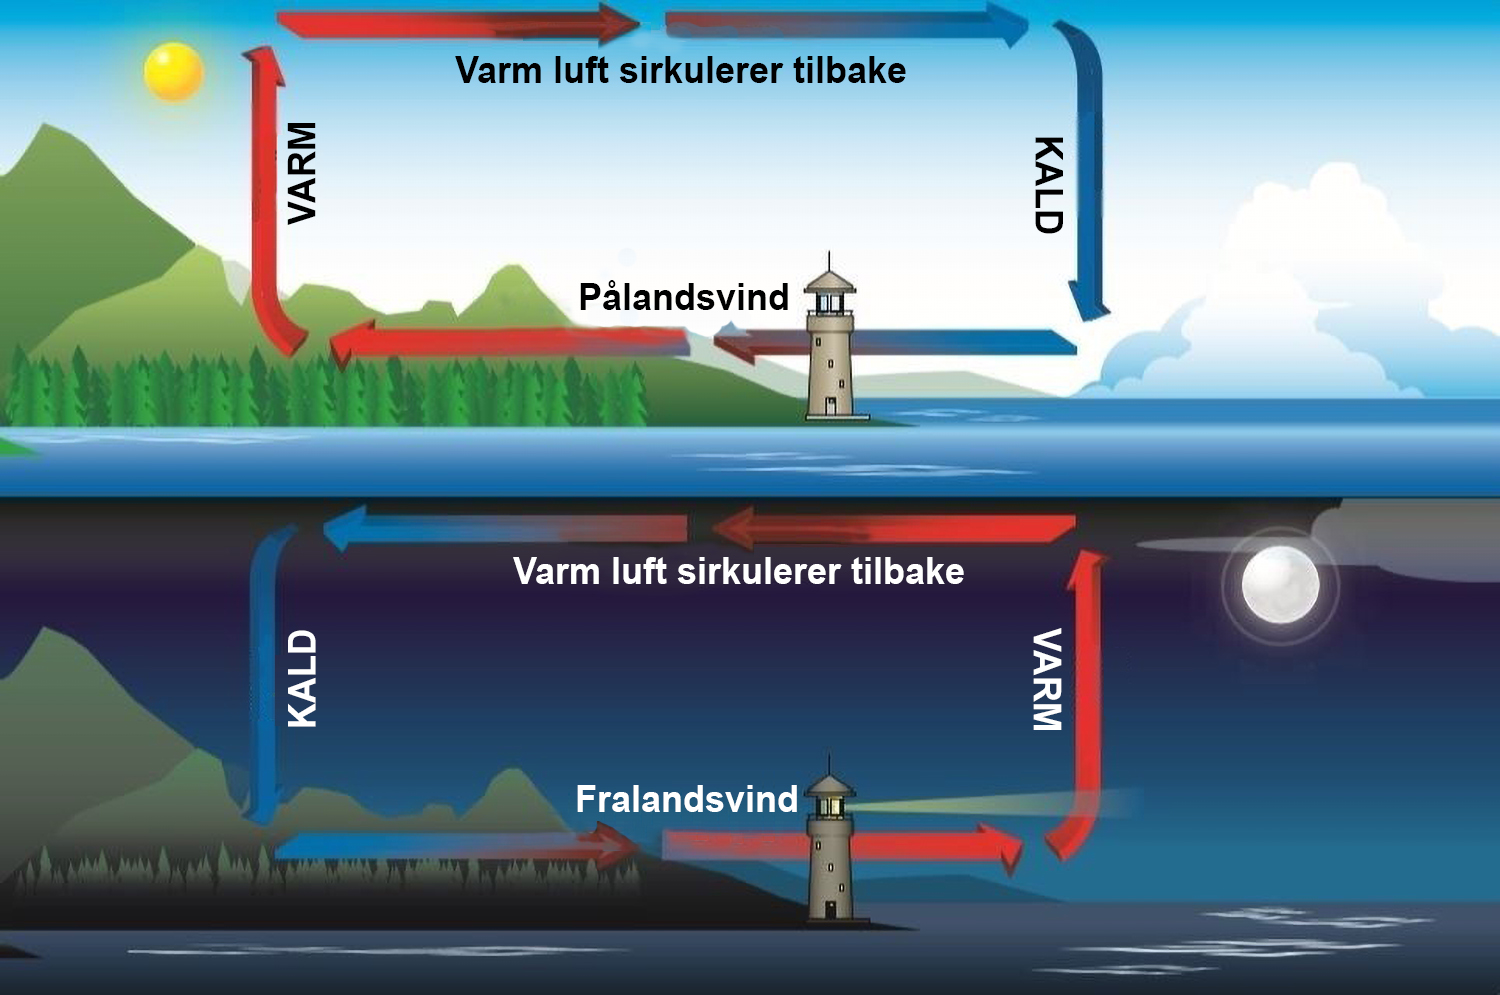 Varm luft sirkulerer tilbake
VARM
KALD
Pålandsvind
Varm luft sirkulerer tilbake
KALD
VARM
Fralandsvind